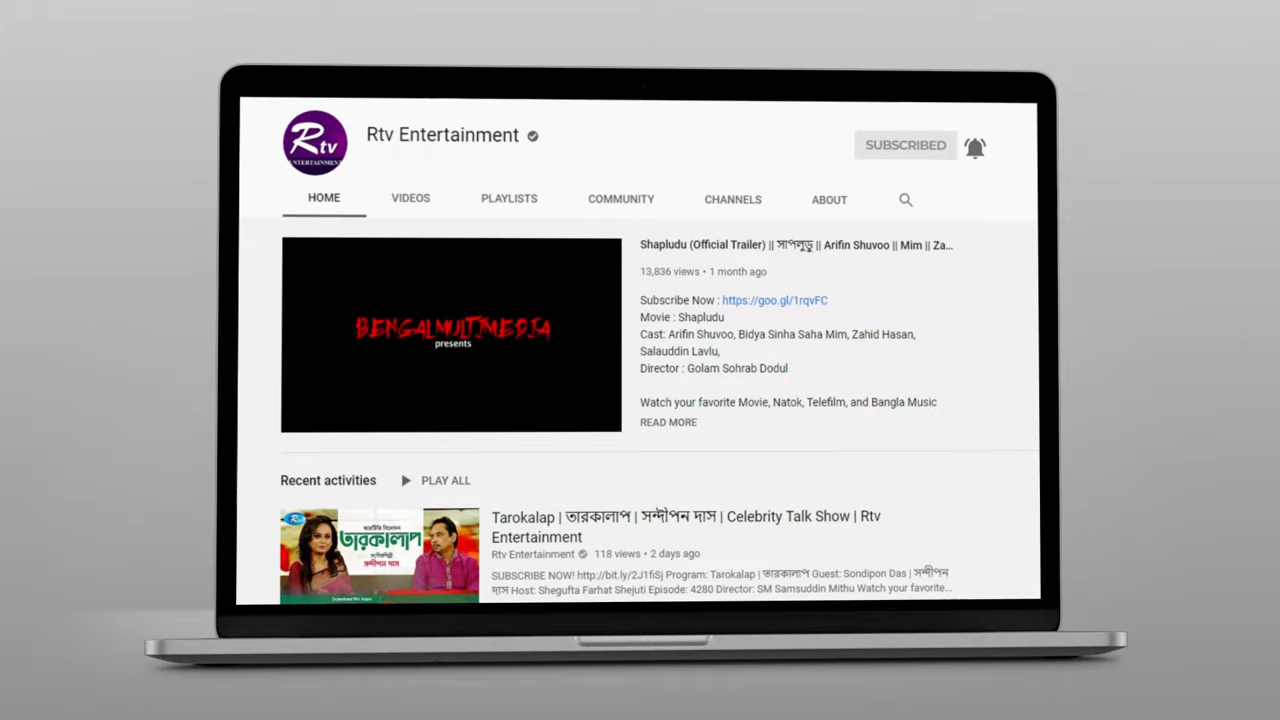 Rtv
ENTERTAINMENT
Rtv Entertainment
SUBSCRIBED
HOME VIDEOS PLAYLISTS COMMUNITY CHANNELS ABOUT
BENGALMULTIMEDIA
presents
Shapludu (Official Trailer) || সাপলুডু || Arifin Shuvoo || Mim || Za...
13,836 views • 1 month ago
Subscribe Now : https://goo.gl/1rqvFC
Movie : Shapludu
Cast: Arifin Shuvoo, Bidya Sinha Saha Mim, Zahid Hasan,
Salauddin Lavlu,
Director : Golam Sohrab Dodul
Watch your favorite Movie, Natok, Telefilm, and Bangla Music
READ MORE
Recent activities PLAY ALL
তারকালাপ
সন্দীপন দাস
Download Rtv Apps
Tarokalap | তারকালাপ | সন্দীপন দাস | Celebrity Talk Show | Rtv
Entertainment
Rtv Entertainment 118 views • 2 days ago
SUBSCRIBE NOW! http://bit.ly/2J1fiSj Program: Tarokalap | তারকালাপ Guest: Sondipon Das | সন্দীপন
দাস Host: Shegufta Farhat Shejuti Episode: 4280 Director: SM Samsuddin Mithu Watch your favorite...